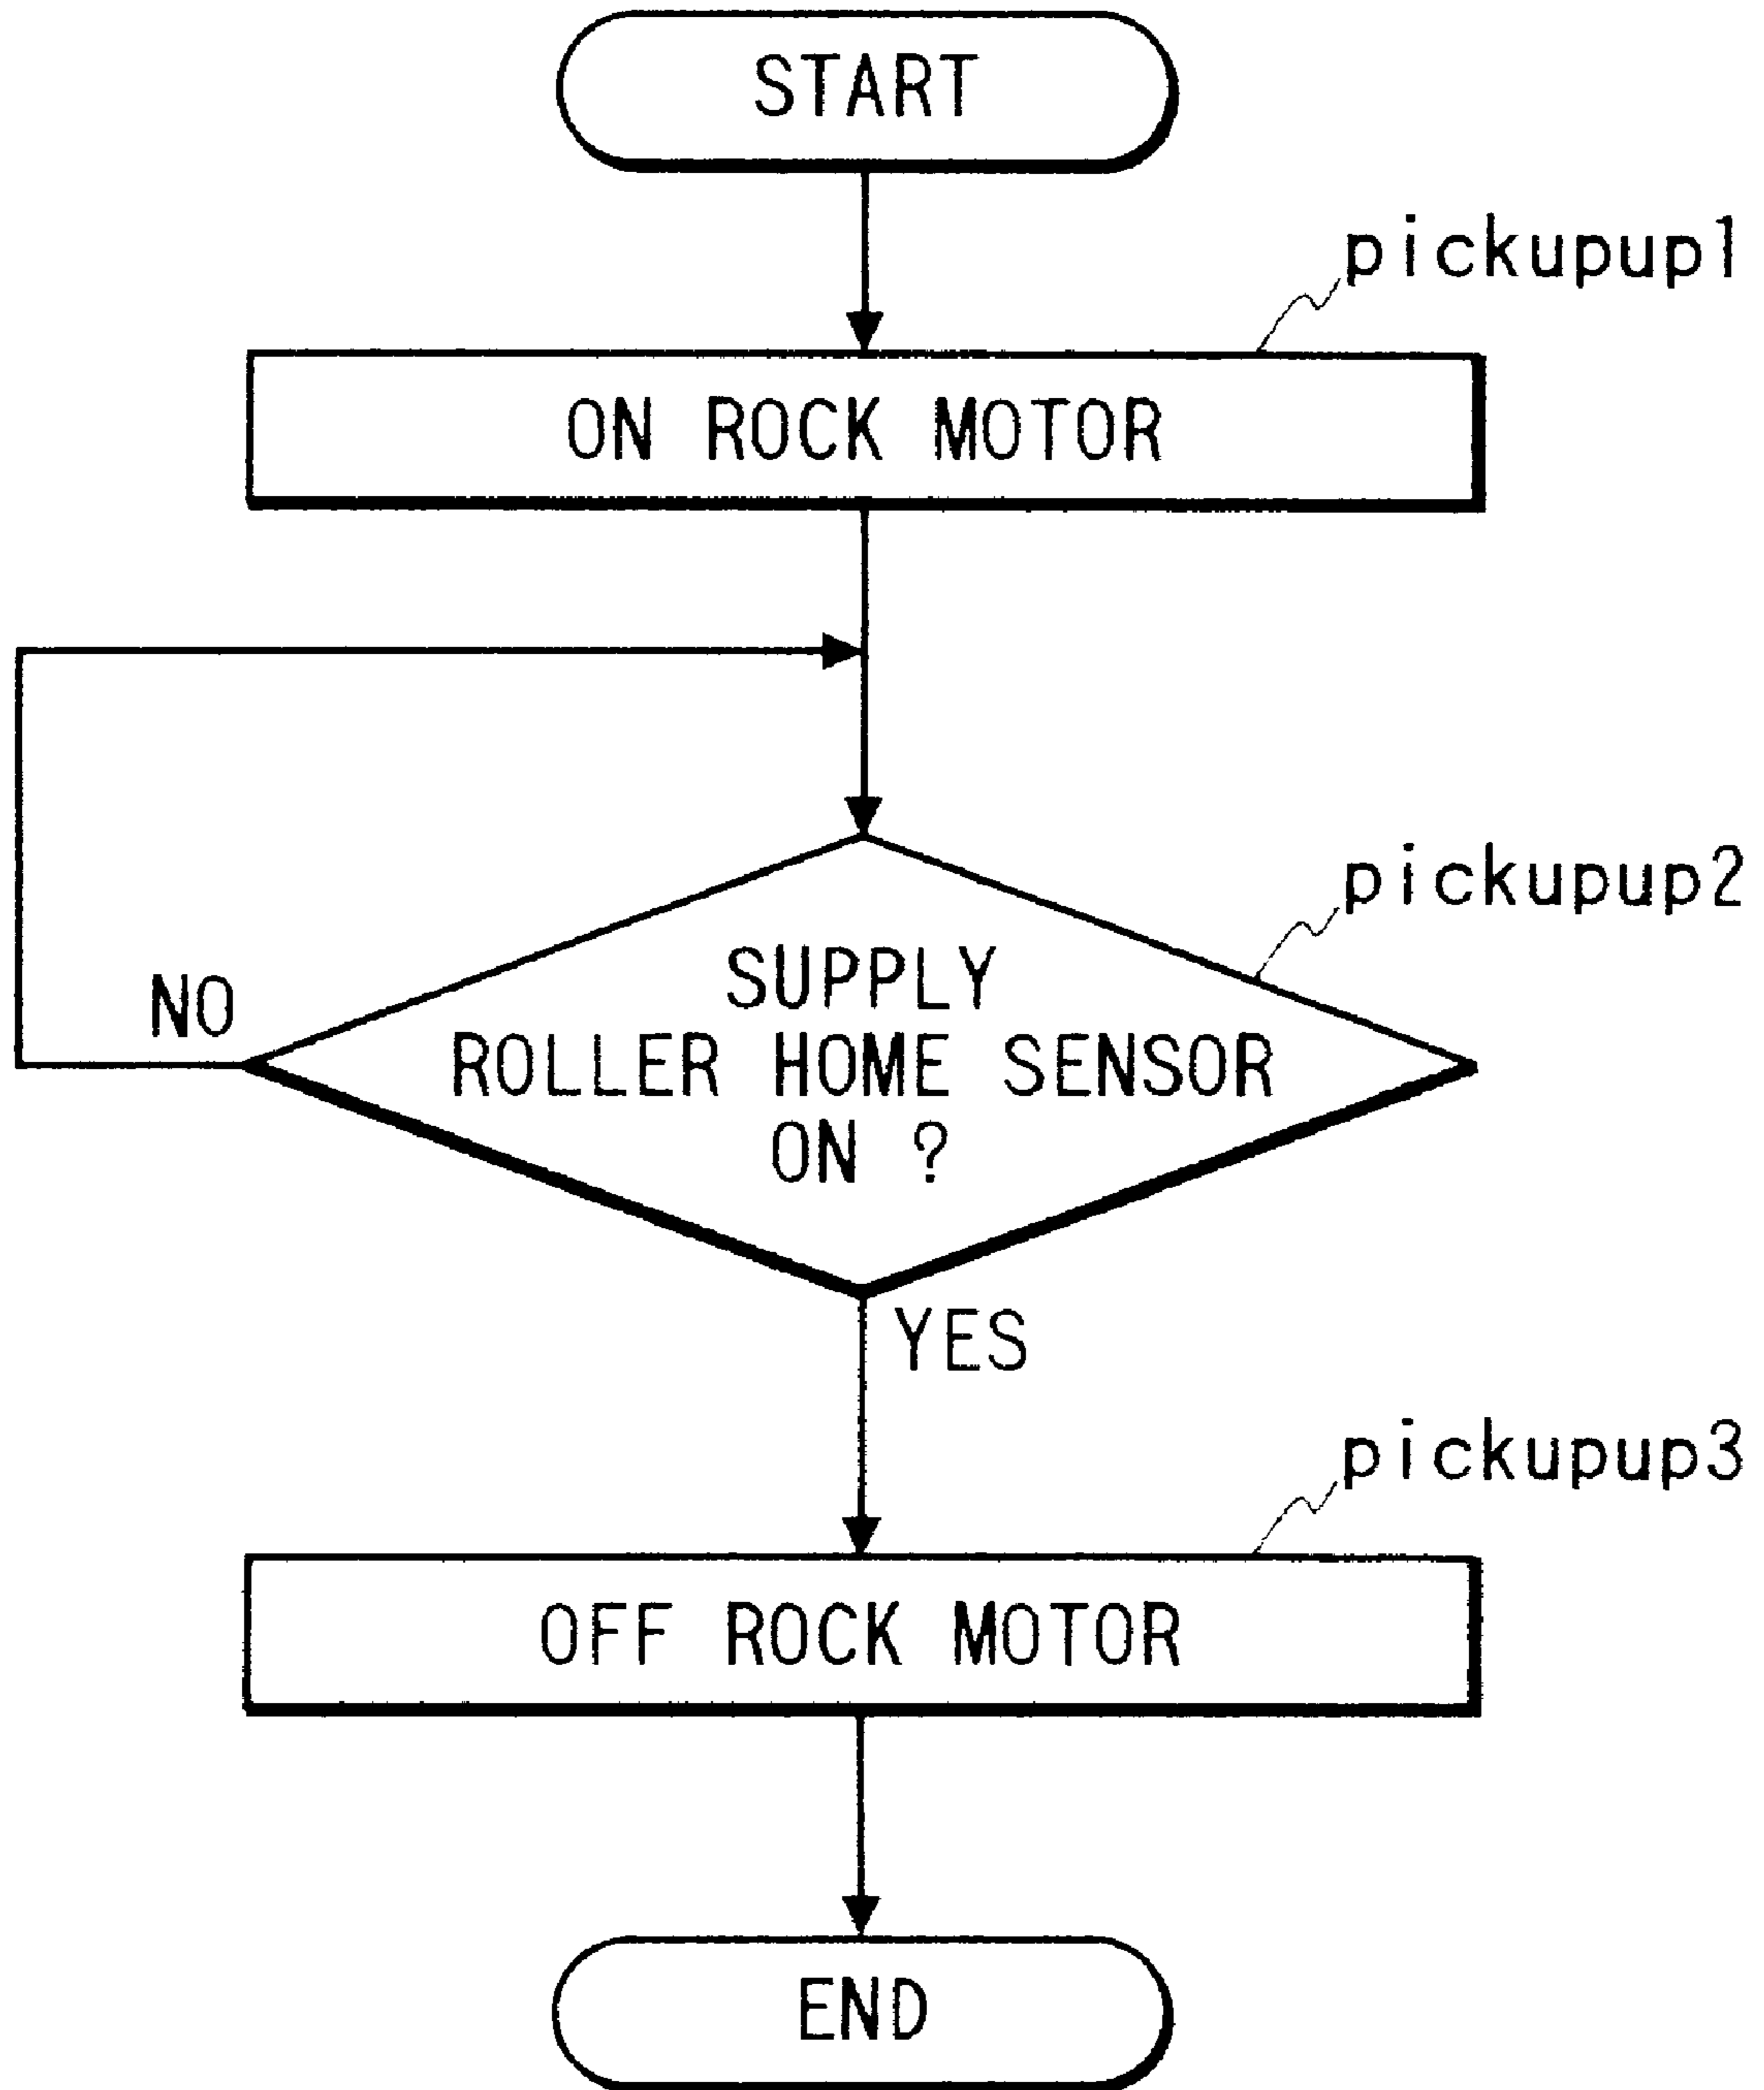 START
pickupup1
ON ROCK MOTOR
pickupup2
SUPPLY
ROLLER HOME SENSOR
ON ?
NO
YES
pickupup3
OFF ROCK MOTOR
END